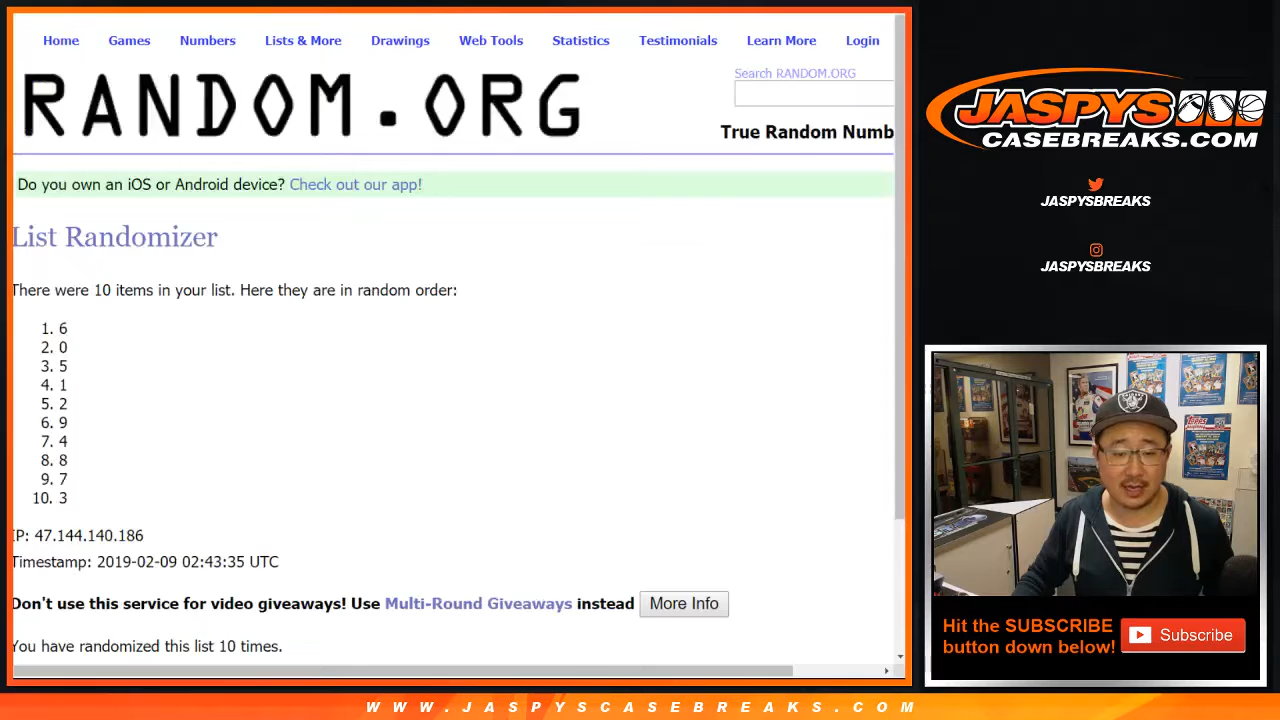 Home Games Numbers Lists & More Drawings Web Tools Statistics Testimonials Learn More Login
RANDOM.ORG
Search RANDOM.ORG
True Random Numb
Do you own an iOS or Android device? Check out our app!
List Randomizer
There were 10 items in your list. Here they are in random order:
1. 6
2. 0
3. 5
4. 1
5. 2
6. 9
7. 4
8. 8
9. 7
10. 3
IP: 47.144.140.186
Timestamp: 2019-02-09 02:43:35 UTC
Don't use this service for video giveaways! Use Multi-Round Giveaways instead More Info
You have randomized this list 10 times.
JASPYS
CASEBREAKS.COM
JASPYSBREAKS
JASPYSBREAKS
RAIDERS
Topps
Hit the SUBSCRIBE
button down below!
Subscribe
WWW.JASPYSCASEBREAKS.COM